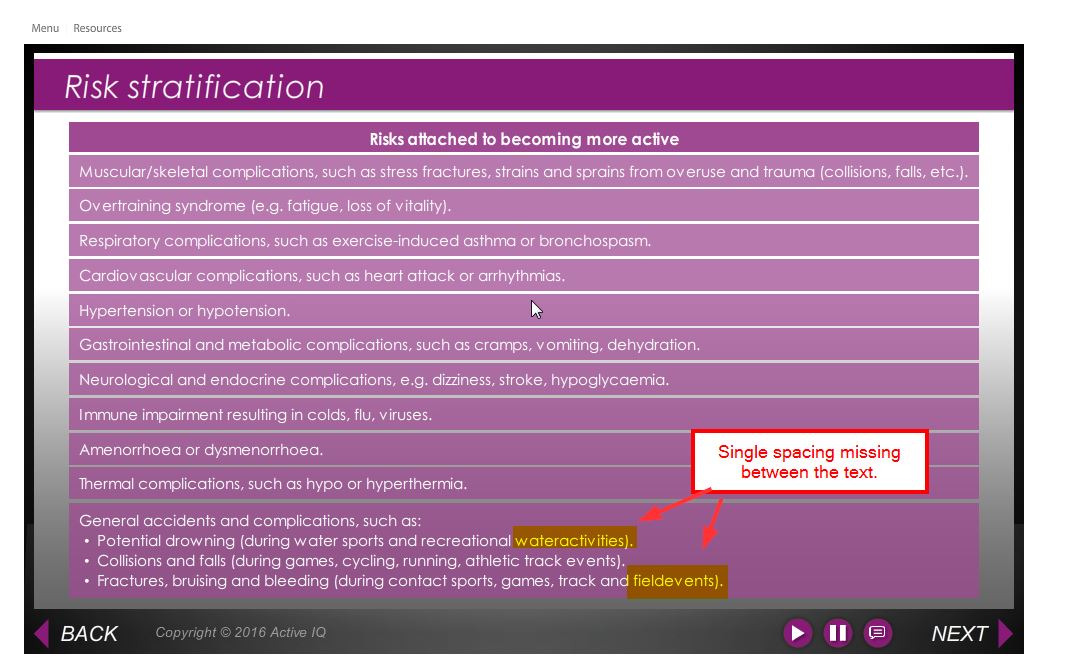 Menu Resources
Risk stratification
Risks attached to becoming more active
Muscular/skeletal complications, such as stress fractures, strains and sprains from overuse and trauma (collisions, falls, etc.).
Overtraining syndrome (e.g. fatigue, loss of vitality).
Respiratory complications, such as exercise-induced asthma or bronchospasm.
Cardiovascular complications, such as heart attack or arrhythmias.
Hypertension or hypotension.
Gastrointestinal and metabolic complications, such as cramps, vomiting, dehydration.
Neurological and endocrine complications, e.g. dizziness, stroke, hypoglycaemia.
Immune impairment resulting in colds, flu, viruses.
Amenorrhoea or dysmenorrhoea.
Single spacing missing
between the text.
Thermal complications, such as hypo or hyperthermia.
General accidents and complications, such as:
• Potential drowning (during water sports and recreational wateractivities).
• Collisions and falls (during games, cycling, running, athletic track events).
• Fractures, bruising and bleeding (during contact sports, games, track and fieldevents).
BACK Copyright © 2016 Active IQ NEXT